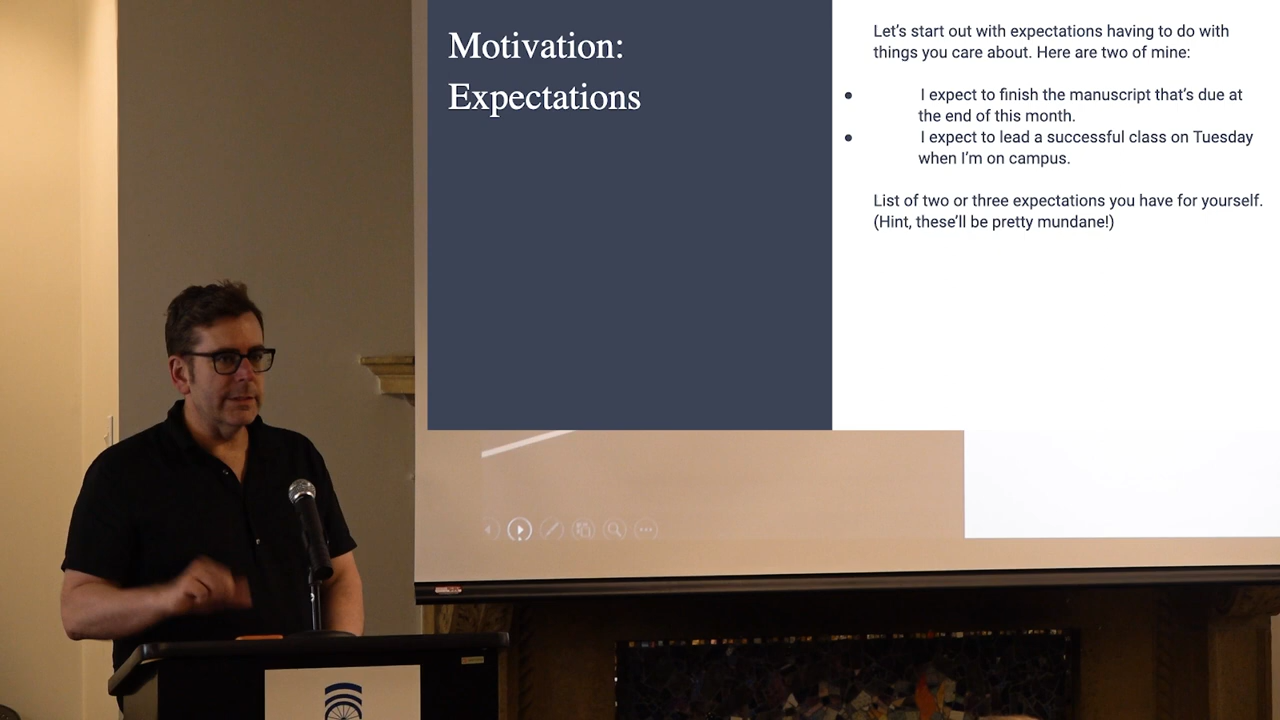 Motivation:
Expectations
Let's start out with expectations having to do with
things you care about. Here are two of mine:
● I expect to finish the manuscript that's due at
the end of this month.
● I expect to lead a successful class on Tuesday
when I'm on campus.
List of two or three expectations you have for yourself.
(Hint, these'll be pretty mundane!)